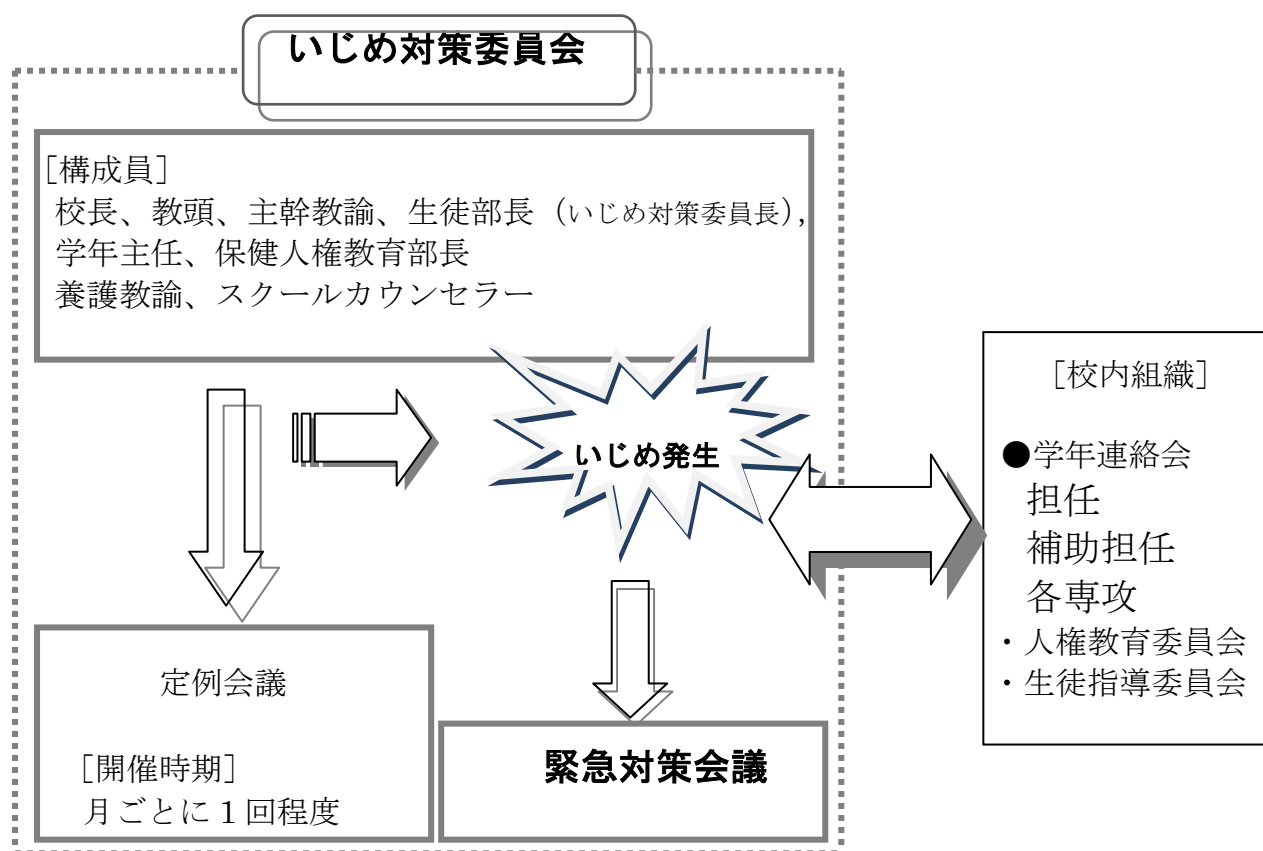 いじめ対策委員会
［構成員］
校長、教頭、主幹教諭、生徒部長（いじめ対策委員長），
学年主任、保健人権教育部長
養護教諭、スクールカウンセラー
いじめ発生
定例会議
［開催時期］
月ごとに１回程度
緊急対策会議
［校内組織］
●学年連絡会
担任
補助担任
各専攻
・人権教育委員会
・生徒指導委員会